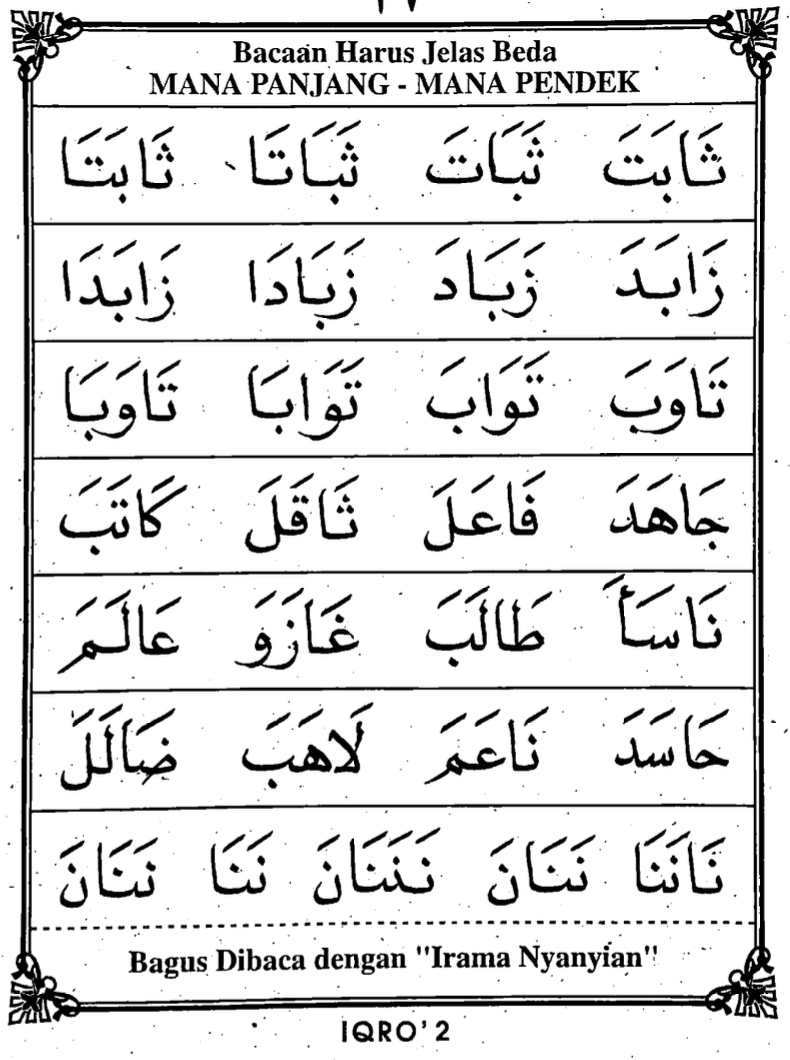 Bacaan Harus Jelas Beda
MANA PANJANG - MANA PENDEK
ثَابَتَ ثَبَاتَ ثَبَاتَا ثَابَتَا
زَابَدَ زَبَادَ زَبَادَا زَابَدَا
تَاوَبَ تَوَابَ تَوَابَا تَاوَبَا
جَاهَدَ فَاعَلَ ثَاقَلَ كَاتَبَ
نَاسَأَ طَالَبَ غَازَوَ عَالَمَ
حَاسَدَ نَاعَمَ لَاهَبَ ضَالَلَ
نَانَنَا نَنَانَ نَنَنَانَ نَنَا نَنَانَ
Bagus Dibaca dengan "Irama Nyanyian"
IQRO' 2